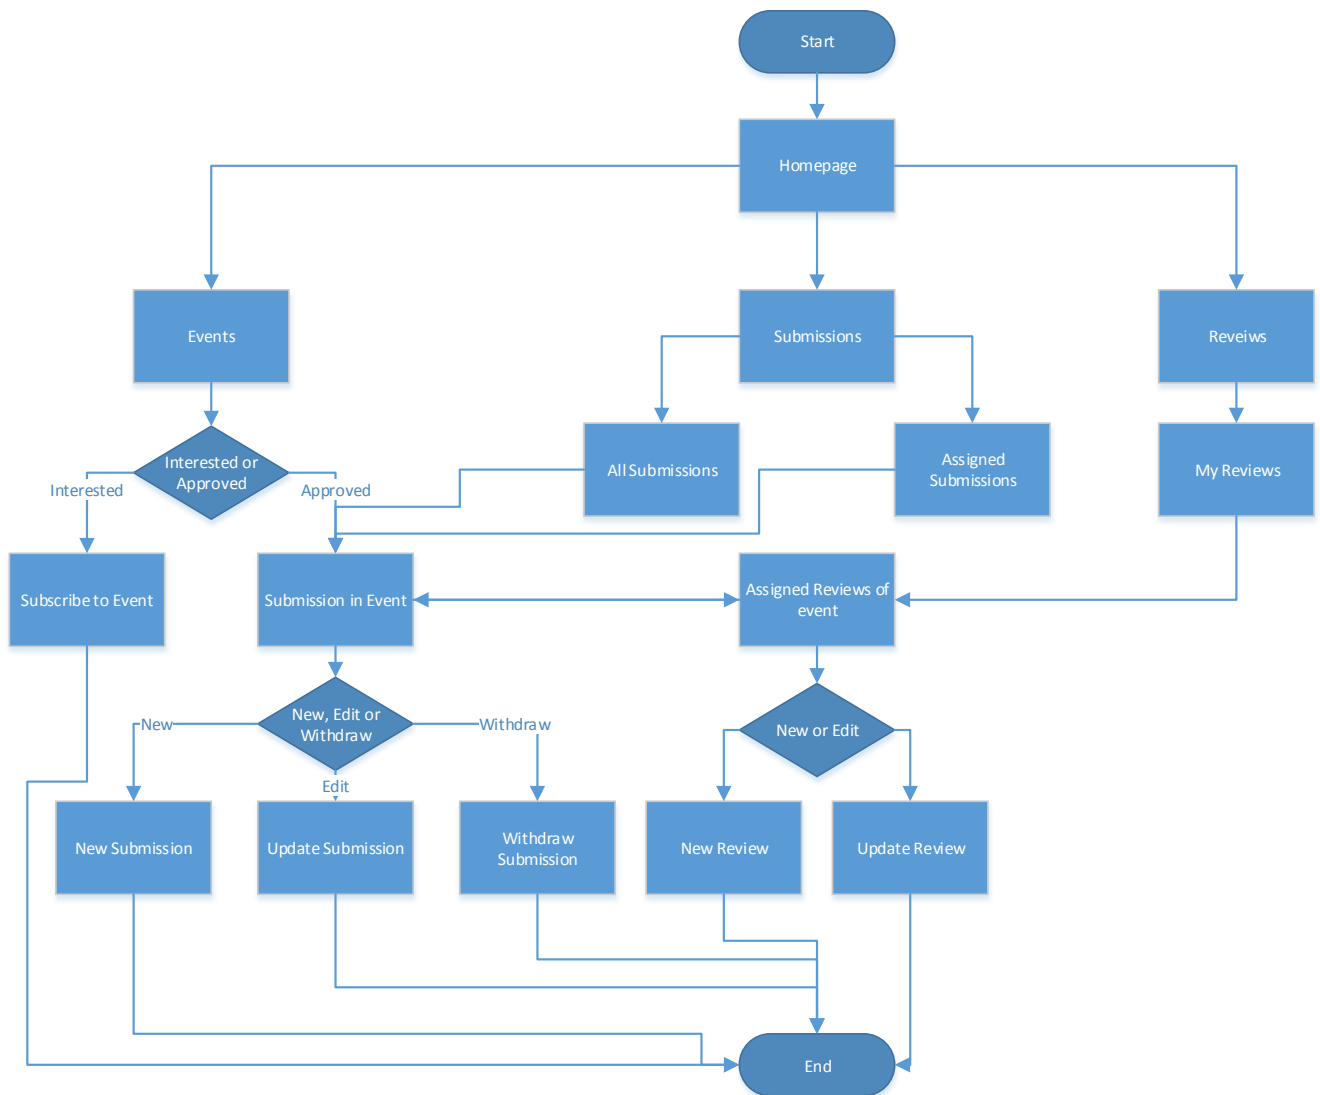 Start
Homepage
Events
Submissions
Reveiws
Interested or
Approved
All Submissions
Assigned
Submissions
My Reviews
Interested
Approved
Subscribe to Event
Submission in Event
Assigned Reviews of
event
New, Edit or
Withdraw
New or Edit
New
Withdraw
Edit
New Submission
Update Submission
Withdraw
Submission
New Review
Update Review
End